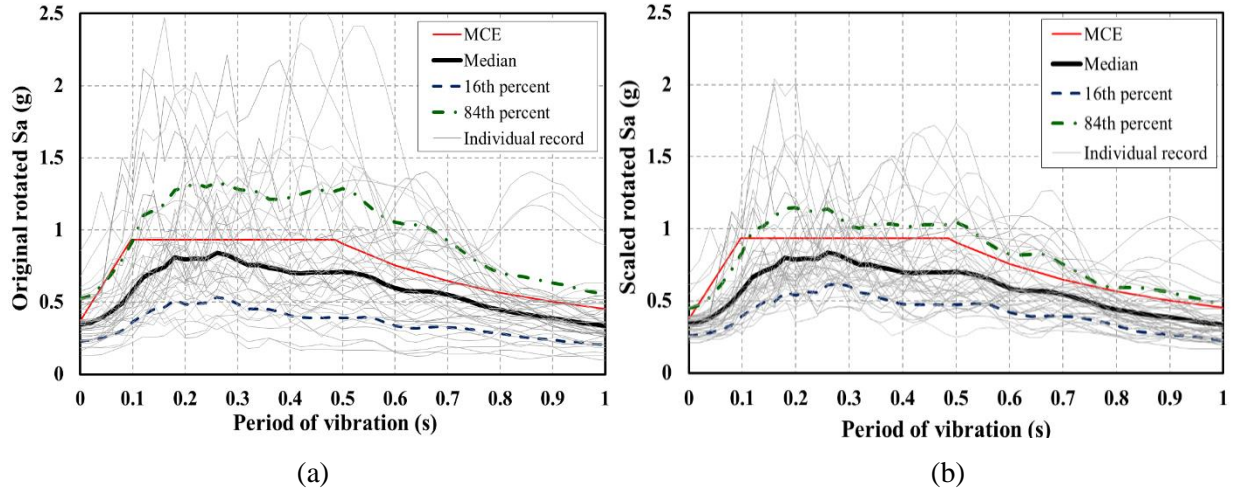 2.5
2
1.5
1
0.5
0
Original rotated Sa (g)
MCE
Median
16th percent
84th percent
Individual record
0 0.1 0.2 0.3 0.4 0.5 0.6 0.7 0.8 0.9 1
Period of vibration (s)
(a)
2.5
2
1.5
1
0.5
0
Scaled rotated Sa (g)
MCE
Median
16th percent
84th percent
Individual record
0 0.1 0.2 0.3 0.4 0.5 0.6 0.7 0.8 0.9 1
Period of vibration (s)
(b)